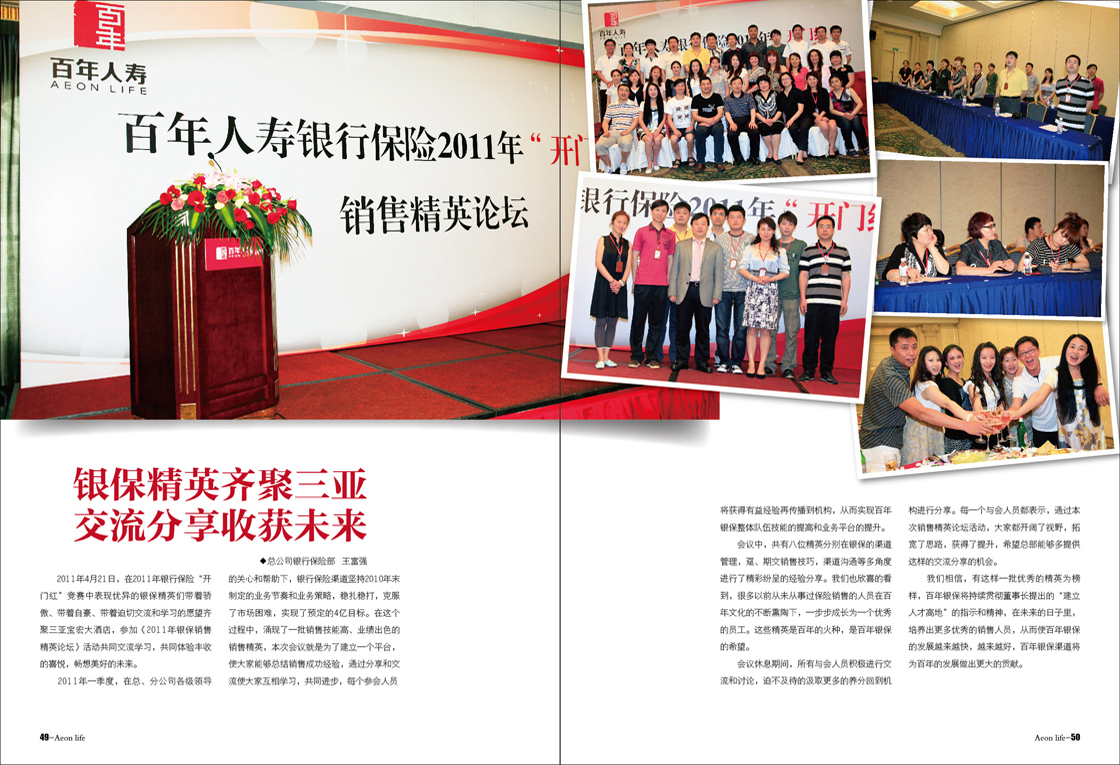 百年
百年人寿
AEON LIFE
百年人寿银行保险2011年“开门
销售精英论坛
百年人寿
银行保险2011年“开门红
银保精英齐聚三亚
交流分享收获未来
◆总公司银行保险部 王富强
2011年4月21日，在2011年银行保险“开
门红”竞赛中表现优异的银保精英们带着骄
傲、带着自豪、带着迫切交流和学习的愿望齐
聚三亚宝宏大酒店，参加《2011年银保销售
精英论坛》活动共同交流学习，共同体验丰收
的喜悦，畅想美好的未来。
2011年一季度，在总、分公司各级领导
的关心和帮助下，银行保险渠道坚持2010年末
制定的业务节奏和业务策略，稳扎稳打，克服
了市场困难，实现了预定的4亿目标。在这个
过程中，涌现了一批销售技能高、业绩出色的
销售精英，本次会议就是为了建立一个平台，
使大家能够总结销售成功经验，通过分享和交
流使大家互相学习，共同进步，每个参会人员
将获得有益经验再传播到机构，从而实现百年
银保整体队伍技能的提高和业务平台的提升。
会议中，共有八位精英分别在银保的渠道
管理，趸、期交销售技巧，渠道沟通等多角度
进行了精彩纷呈的经验分享。我们也欣喜的看
到，很多以前从未从事过保险销售的人员在百
年文化的不断熏陶下，一步步成长为一个优秀
的员工。这些精英是百年的火种，是百年银保
的希望。
会议休息期间，所有与会人员积极进行交
流和讨论，迫不及待的汲取更多的养分回到机
构进行分享。每一个与会人员都表示，通过本
次销售精英论坛活动，大家都开阔了视野，拓
宽了思路，获得了提升，希望总部能够多提供
这样的交流分享的机会。
我们相信，有这样一批优秀的精英为榜
样，百年银保将持续贯彻董事长提出的“建立
人才高地”的指示和精神，在未来的日子里，
培养出更多优秀的销售人员，从而使百年银保
的发展越来越快，越来越好，百年银保渠道将
为百年的发展做出更大的贡献。
49-Aeon life
Aeon life-50